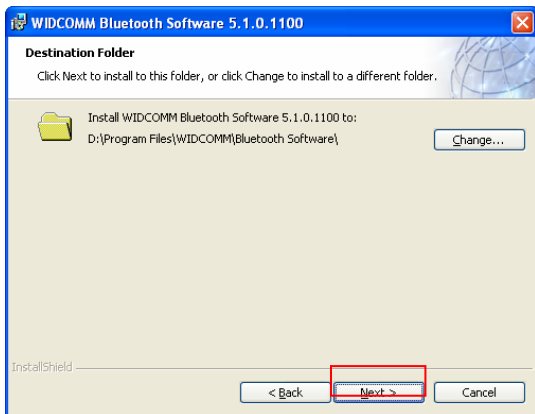 WIDCOMM Bluetooth Software 5.1.0.1100
Destination Folder
Click Next to install to this folder, or click Change to install to a different folder.
Install WIDCOMM Bluetooth Software 5.1.0.1100 to:
D:\Program Files\WIDCOMM\Bluetooth Software\
Change...
InstallShield
< Back Next > Cancel